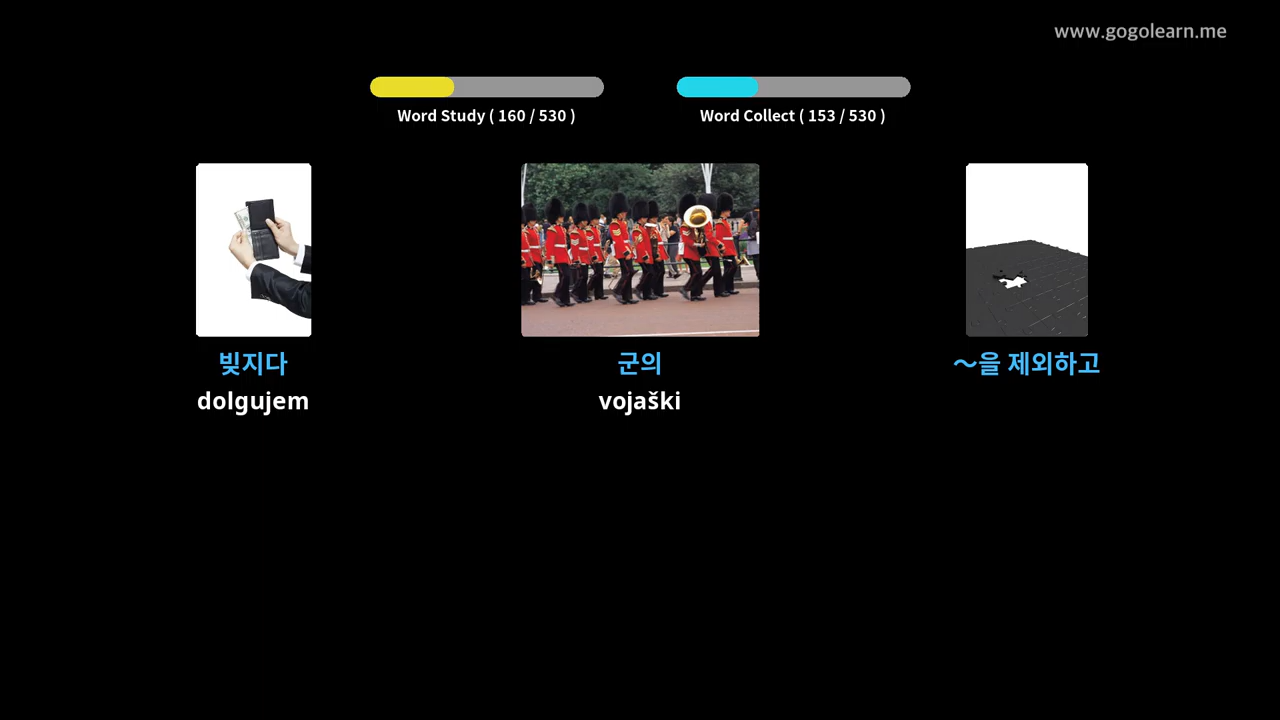 www.gogolearn.me
Word Study ( 160 / 530 )
Word Collect ( 153 / 530 )
빚지다
dolgujem
군의
vojaški
～을 제외하고